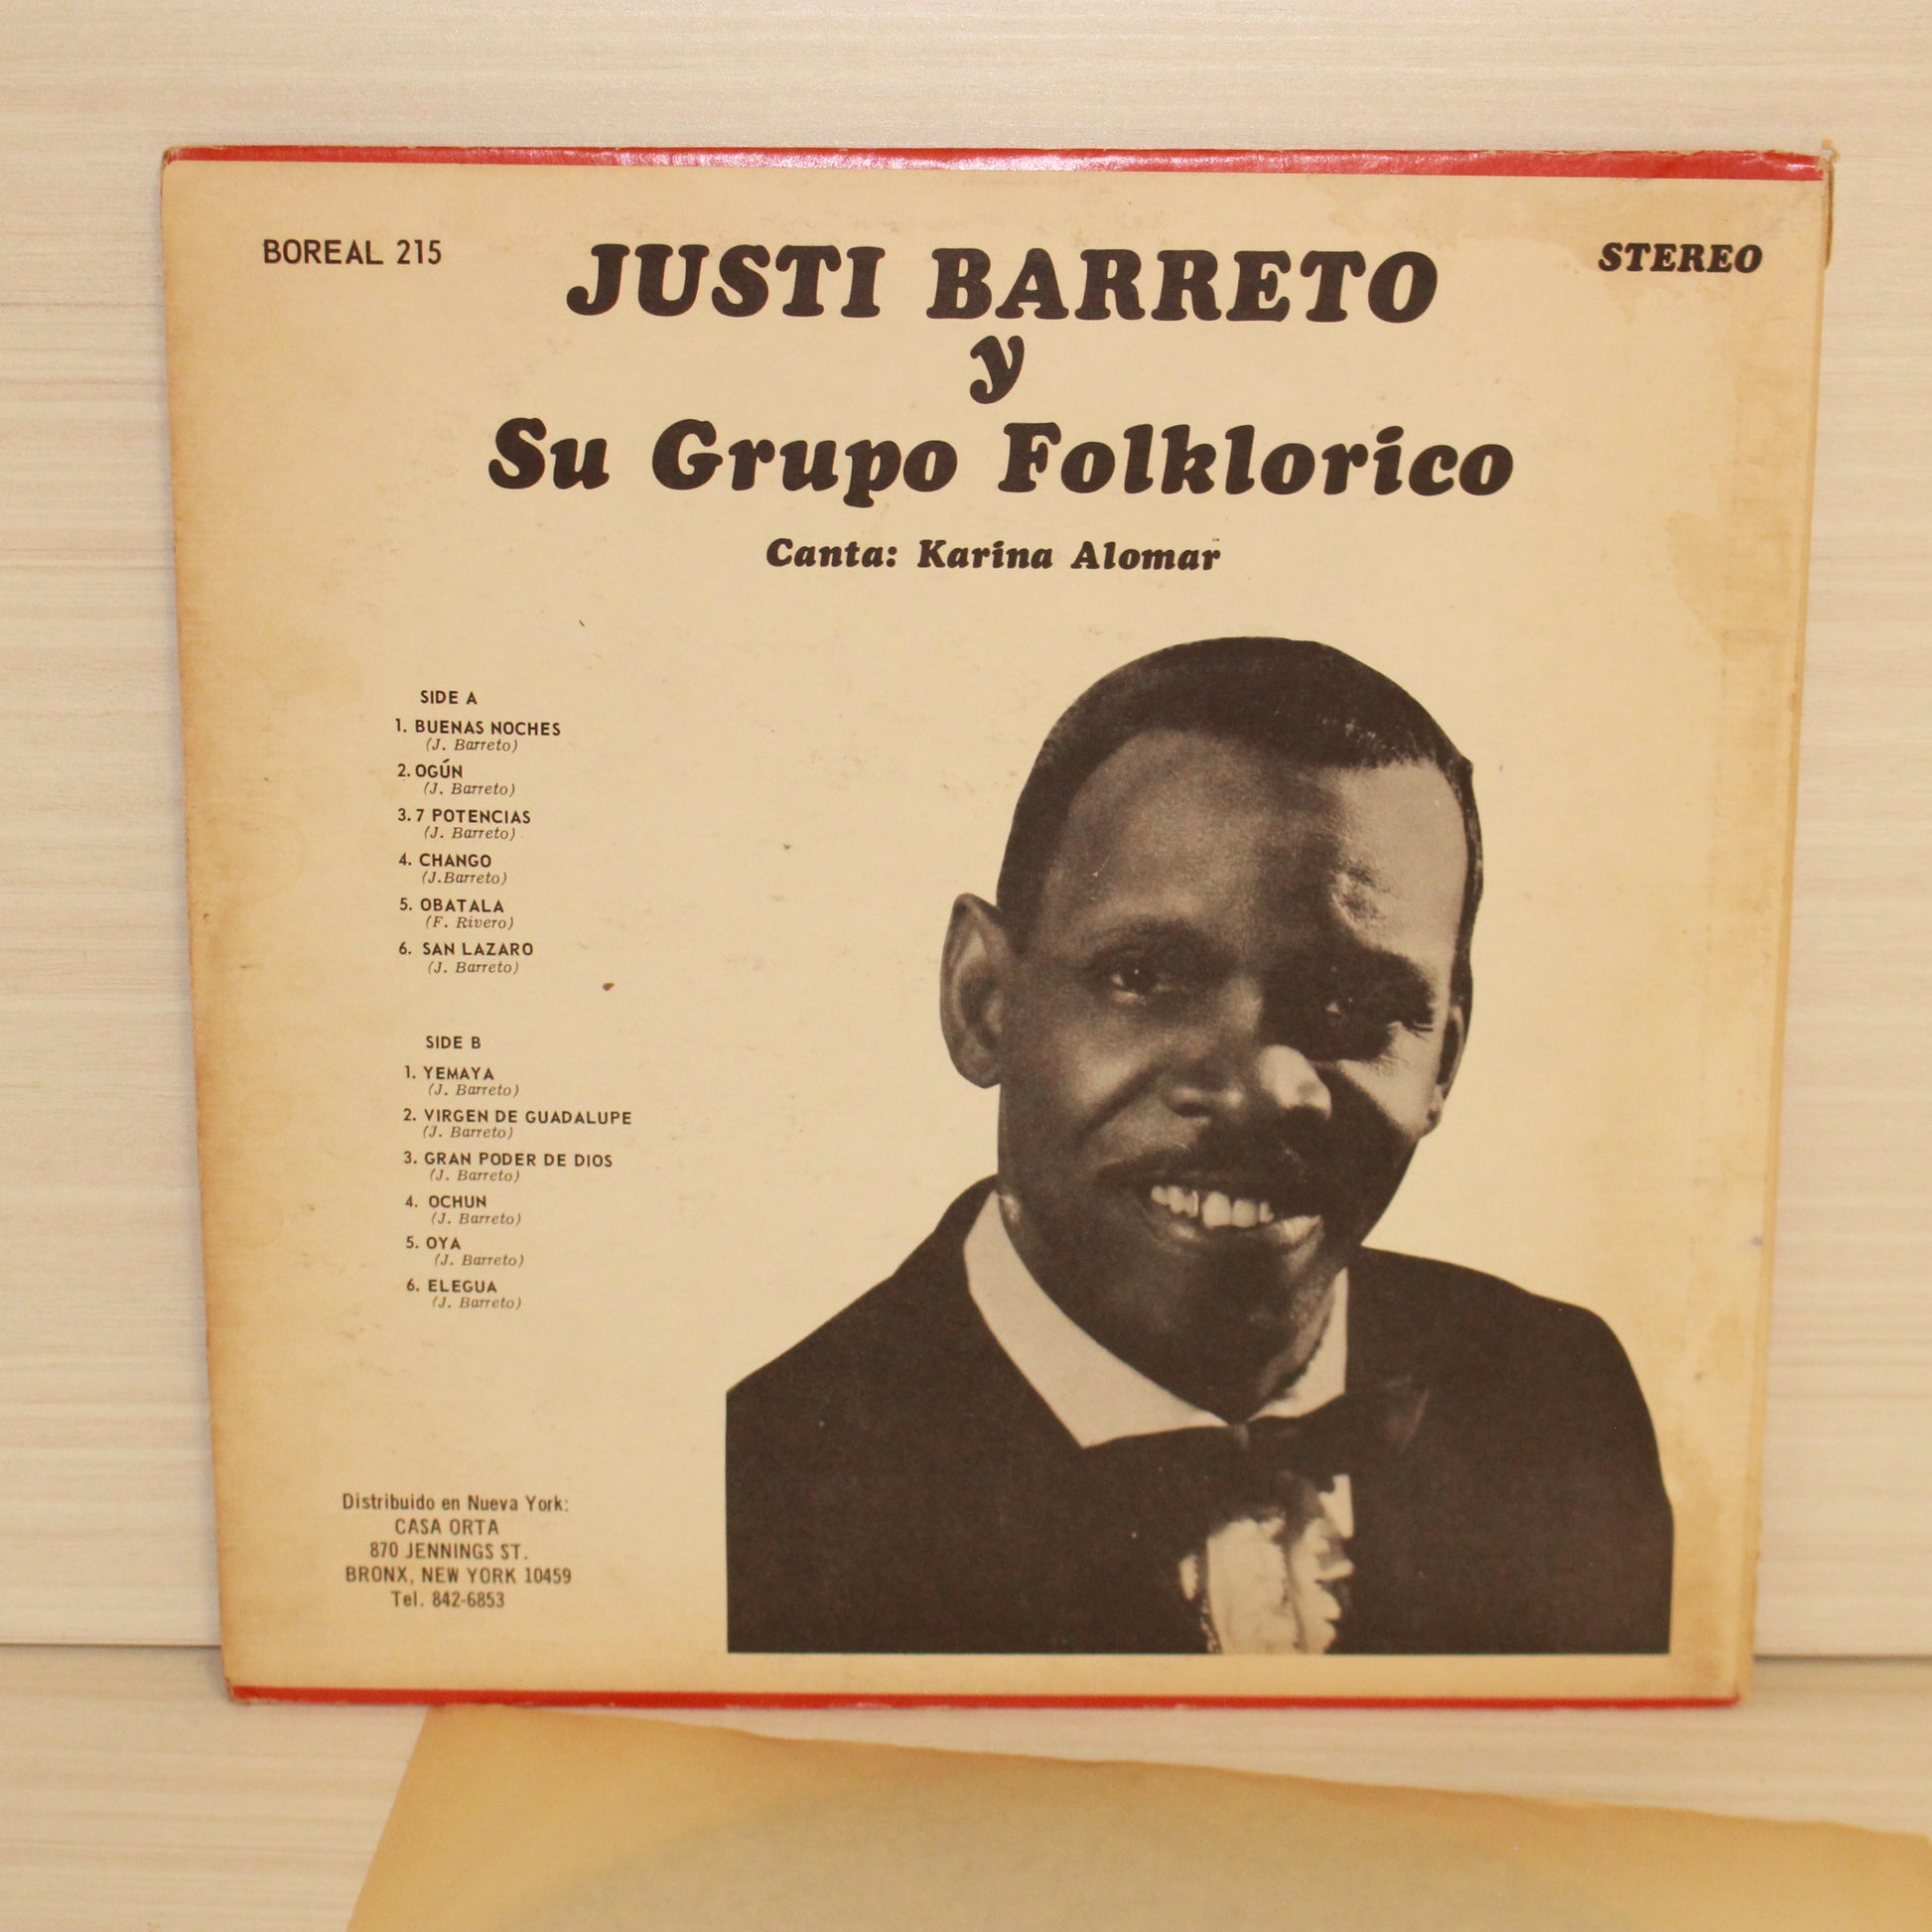 BOREAL 215
JUSTI BARRETO
STEREO
y
Su Grupo Folklorico
Canta: Karina Alomar
SIDE A
1. BUENAS NOCHES
(J. Barreto)
2. OGÚN
(J. Barreto)
3. 7 POTENCIAS
(J. Barreto)
4. CHANGO
(J.Barreto)
5. OBATALA
(F. Rivero)
6. SAN LAZARO
(J. Barreto)
SIDE B
1. YEMAYA
(J. Barreto)
2. VIRGEN DE GUADALUPE
(J. Barreto)
3. GRAN PODER DE DIOS
(J. Barreto)
4. OCHUN
(J. Barreto)
5. OYA
(J. Barreto)
6. ELEGUA
(J. Barreto)
Distribuido en Nueva York:
CASA ORTA
870 JENNINGS ST.
BRONX, NEW YORK 10459
Tel. 842-6853